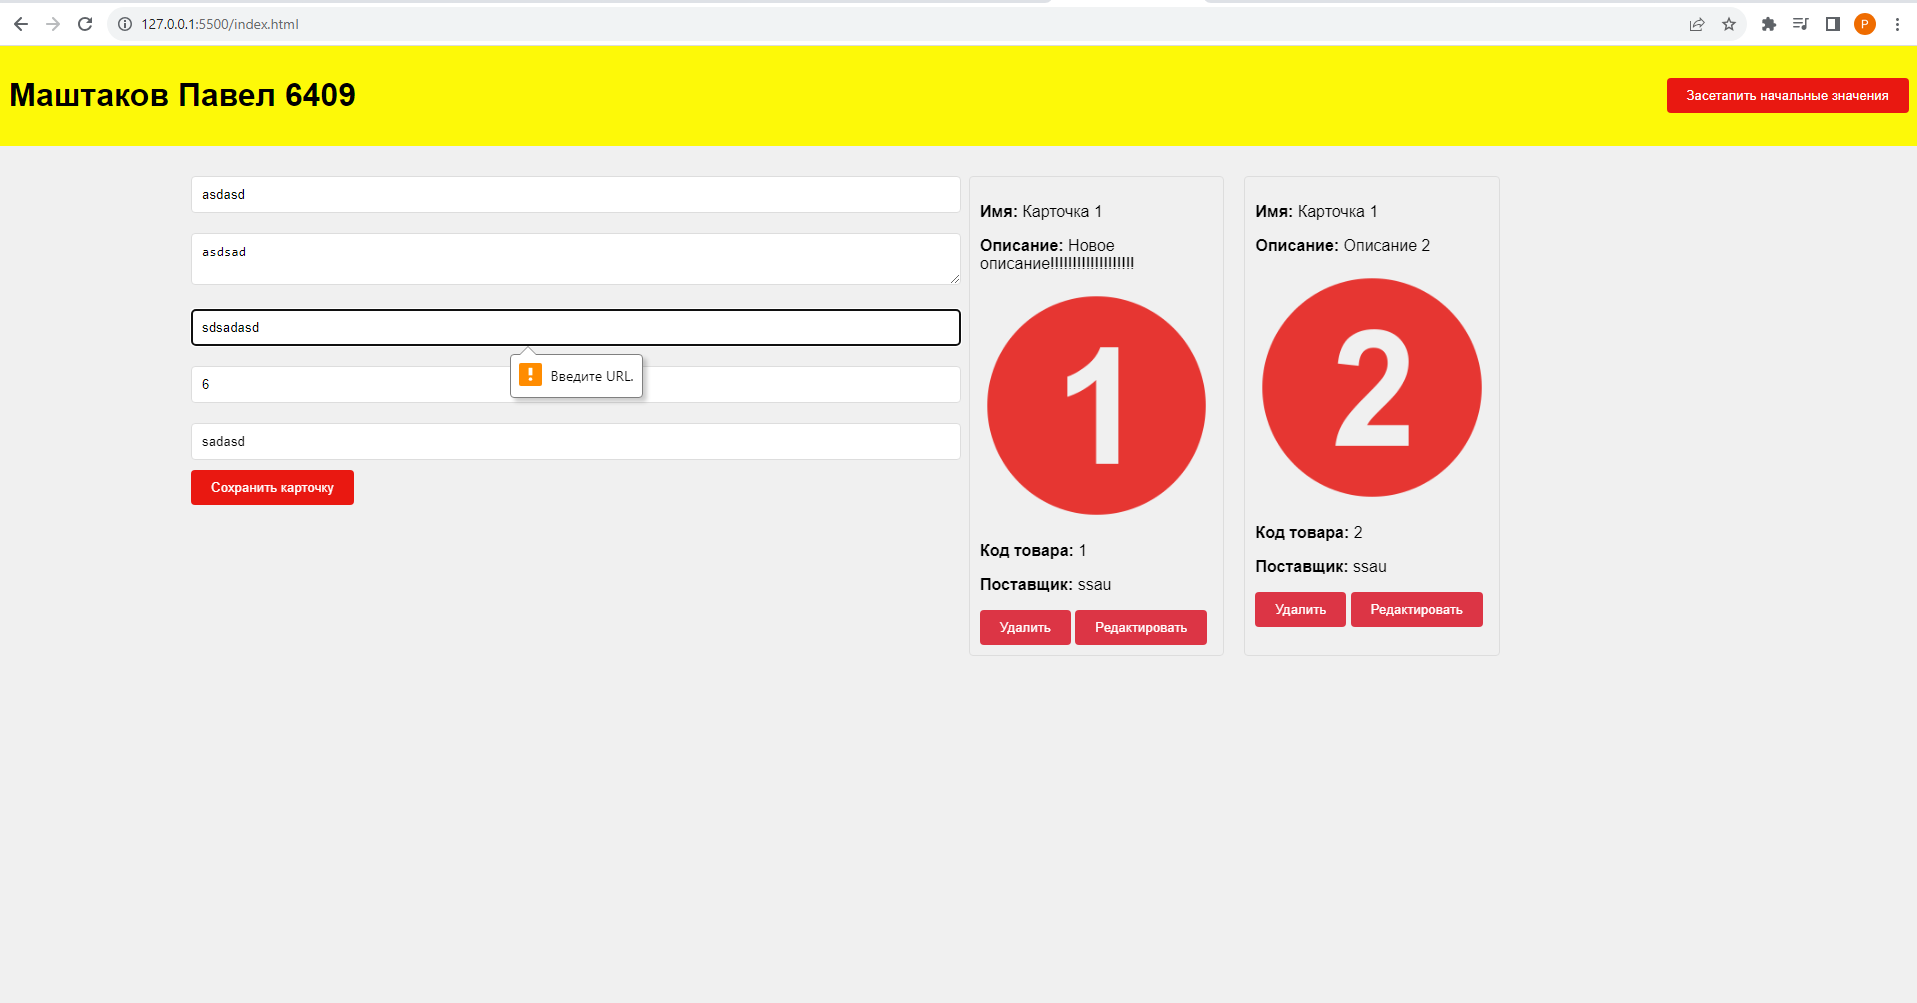 127.0.0.1:5500/index.html
P
Маштаков Павел 6409
Засетапить начальные значения
asdasd
asdsad
sdsadasd
Введите URL.
6
sadasd
Сохранить карточку
Имя: Карточка 1
Описание: Новое
описание!!!!!!!!!!!!!!!!!!!
1
Код товара: 1
Поставщик: ssau
Удалить
Редактировать
Имя: Карточка 1
Описание: Описание 2
2
Код товара: 2
Поставщик: ssau
Удалить
Редактировать